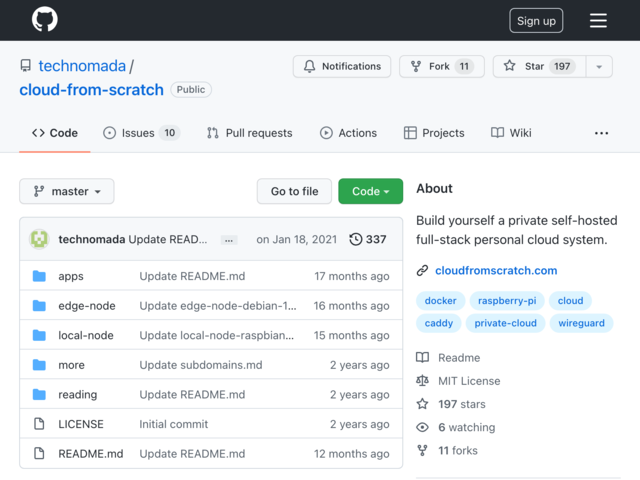 Sign up
technomada /
cloud-from-scratch Public
Notifications
Fork 11
Star 197
Code
Issues 10
Pull requests
Actions
Projects
Wiki
master
Go to file
Code
technomada Update READ... ... on Jan 18, 2021 337
apps Update README.md 17 months ago
edge-node Update edge-node-debian-1... 16 months ago
local-node Update local-node-raspbian... 15 months ago
more Update subdomains.md 2 years ago
reading Update README.md 2 years ago
LICENSE Initial commit 2 years ago
README.md Update README.md 12 months ago
About
Build yourself a private self-hosted
full-stack personal cloud system.
cloudfromscratch.com
docker raspberry-pi cloud
caddy private-cloud wireguard
Readme
MIT License
197 stars
6 watching
11 forks